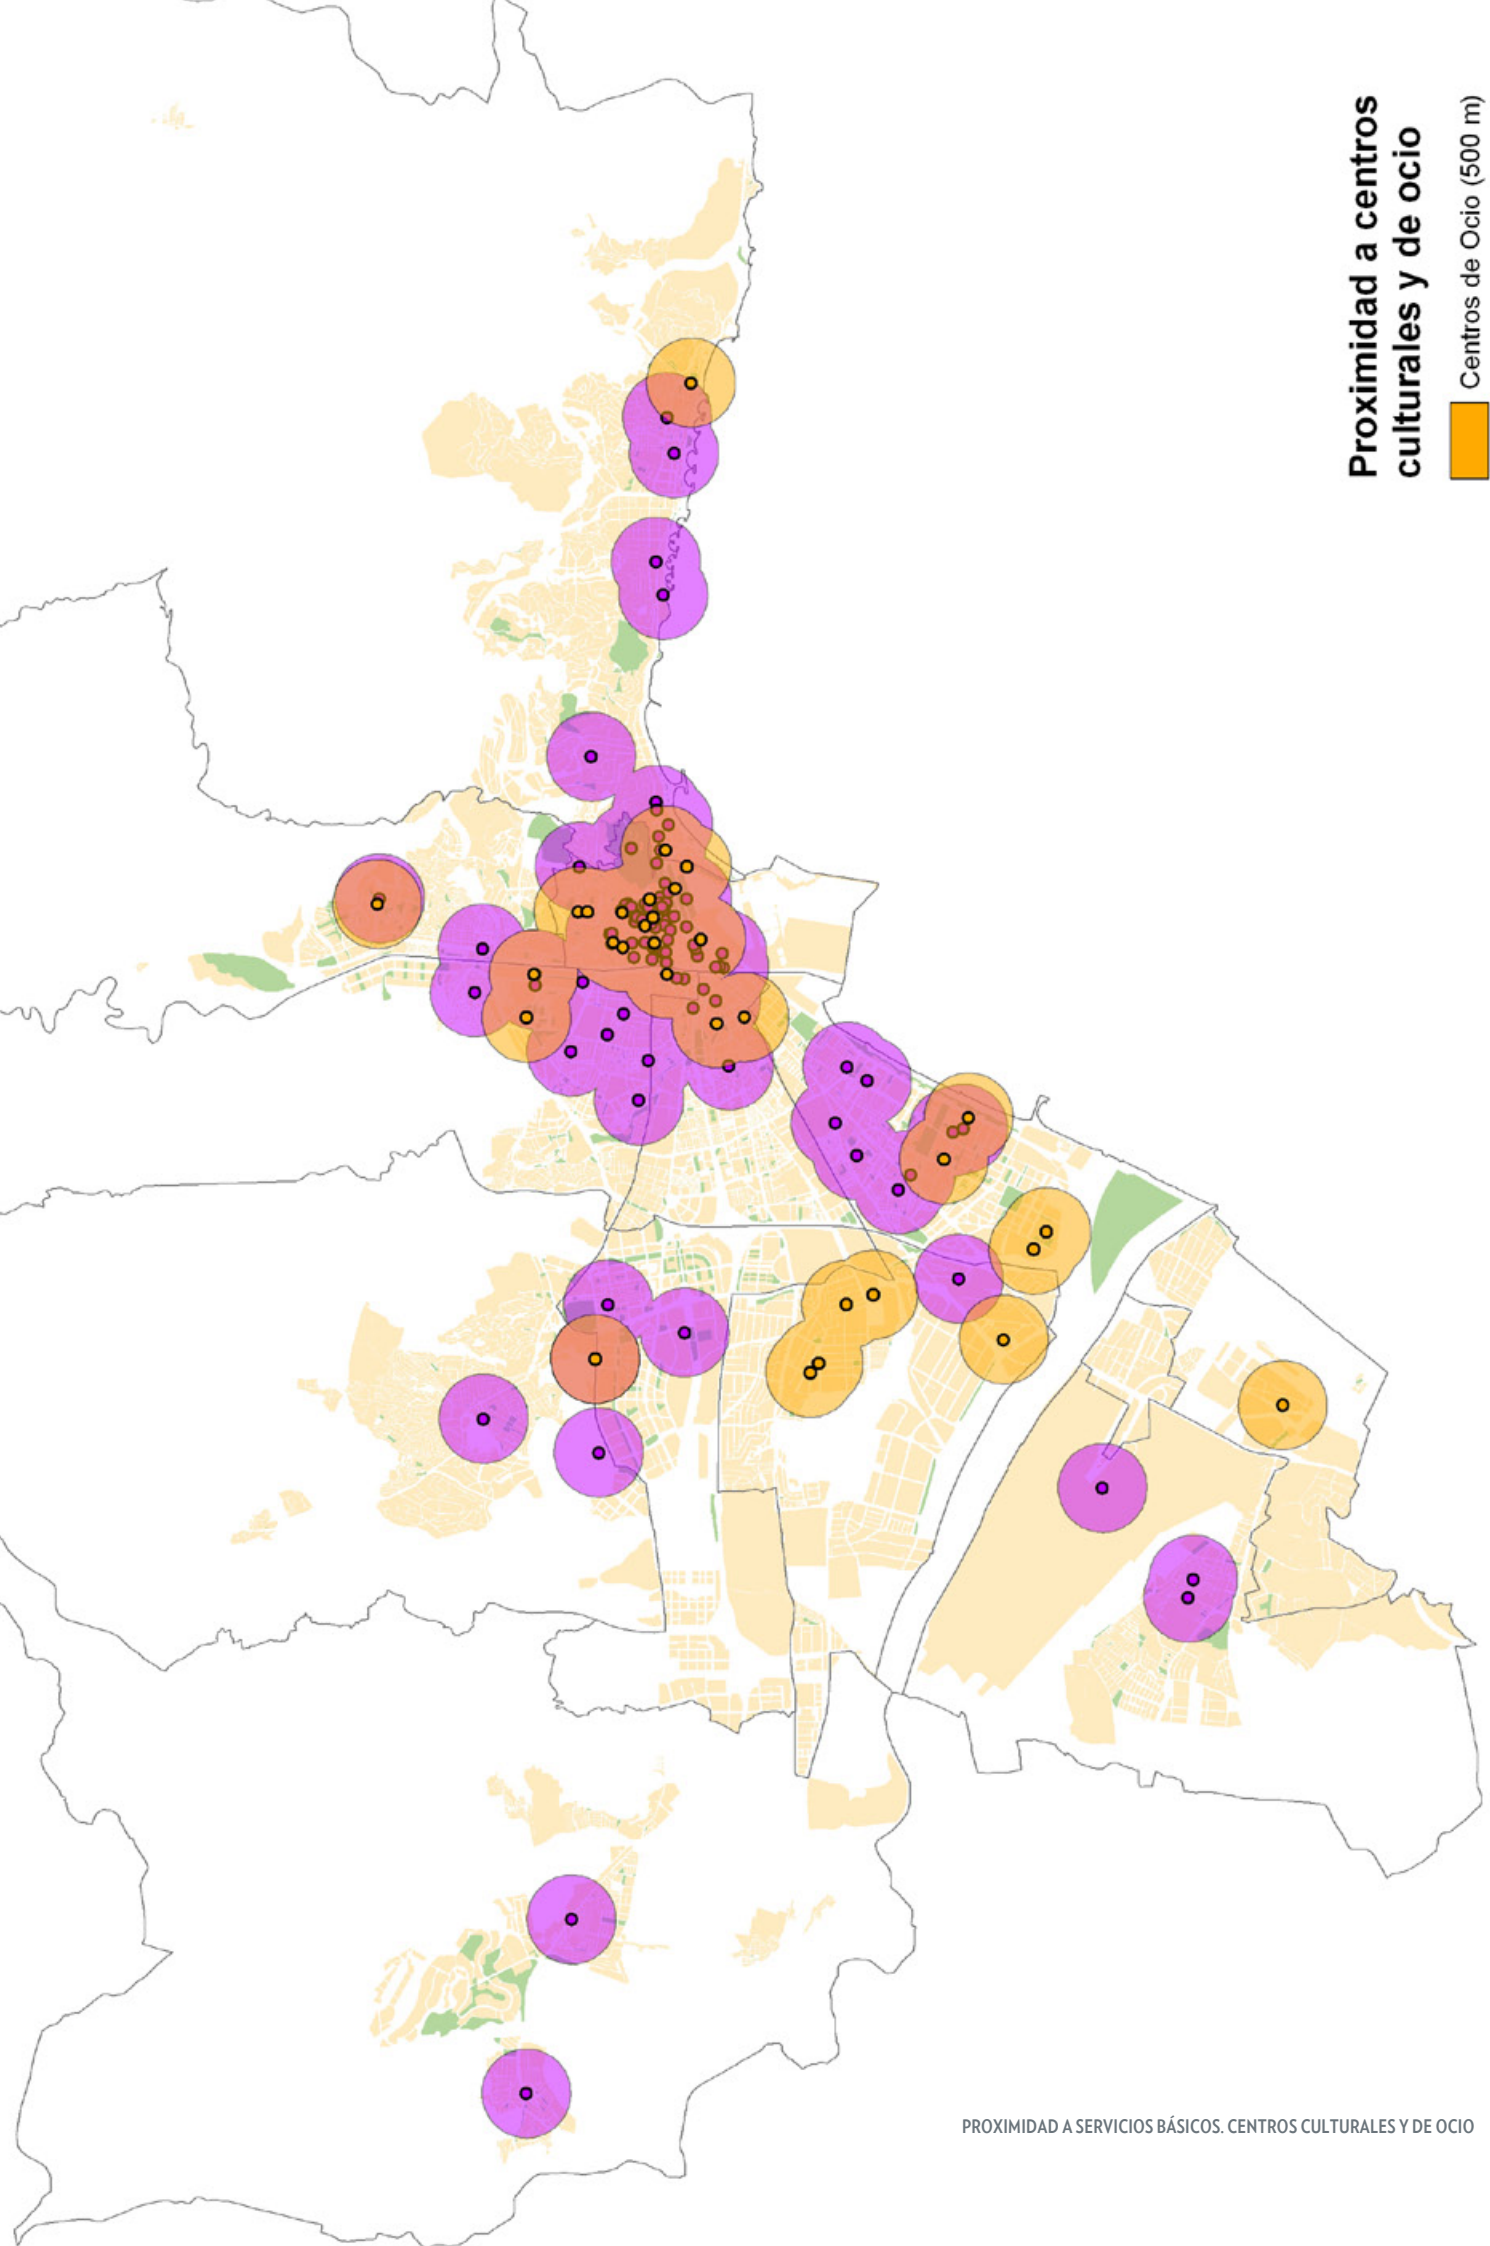 Proximidad a centros
culturales y de ocio
Centros de Ocio (500 m)
PROXIMIDAD A SERVICIOS BÁSICOS. CENTROS CULTURALES Y DE OCIO